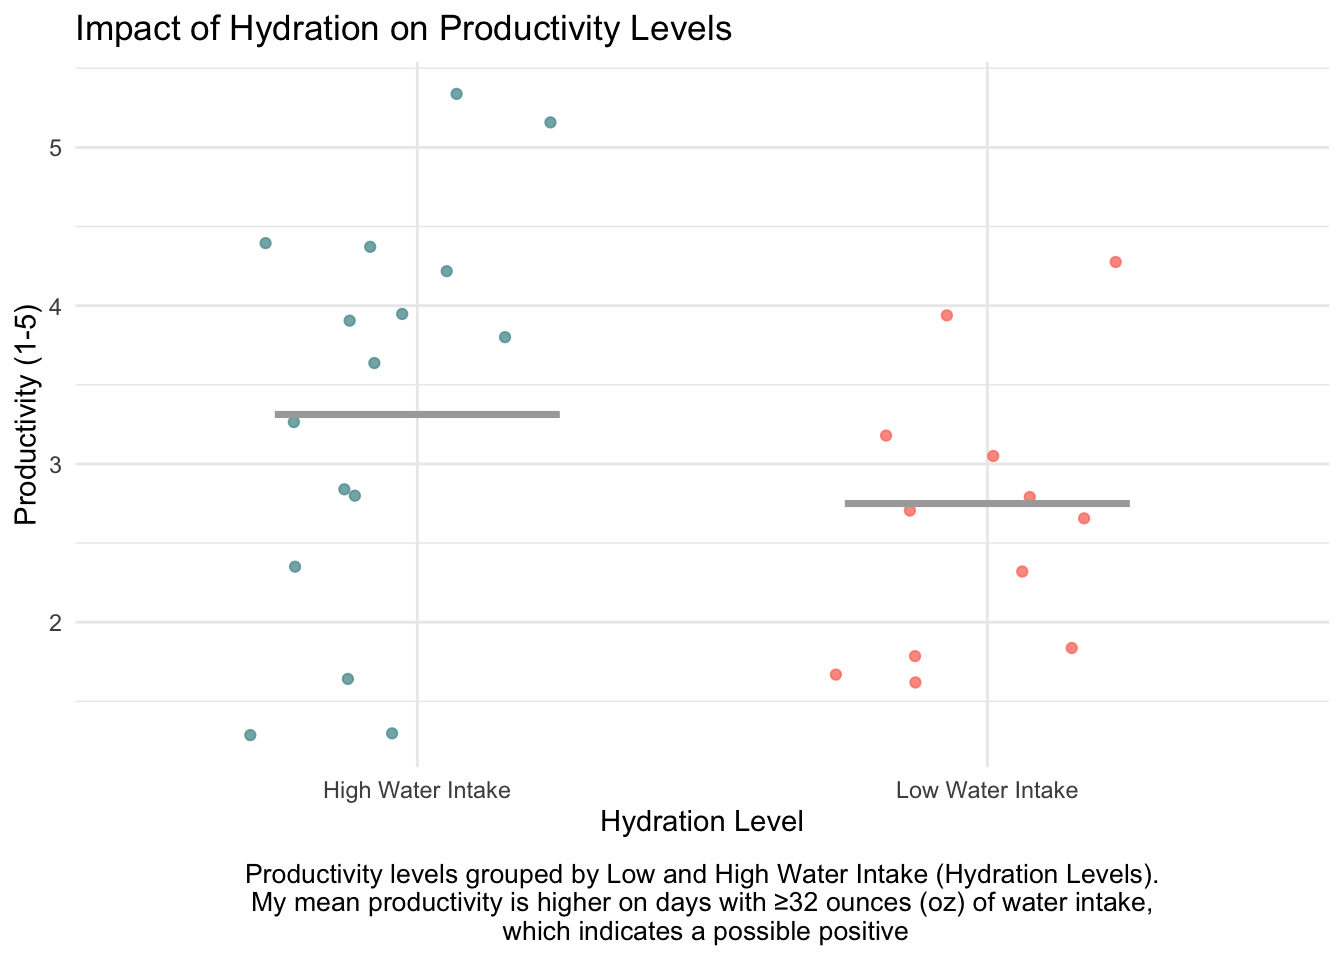 Impact of Hydration on Productivity Levels
Productivity (1-5)
5
4
3
2
High Water Intake
Low Water Intake
Hydration Level
Productivity levels grouped by Low and High Water Intake (Hydration Levels).
My mean productivity is higher on days with ≥32 ounces (oz) of water intake,
which indicates a possible positive